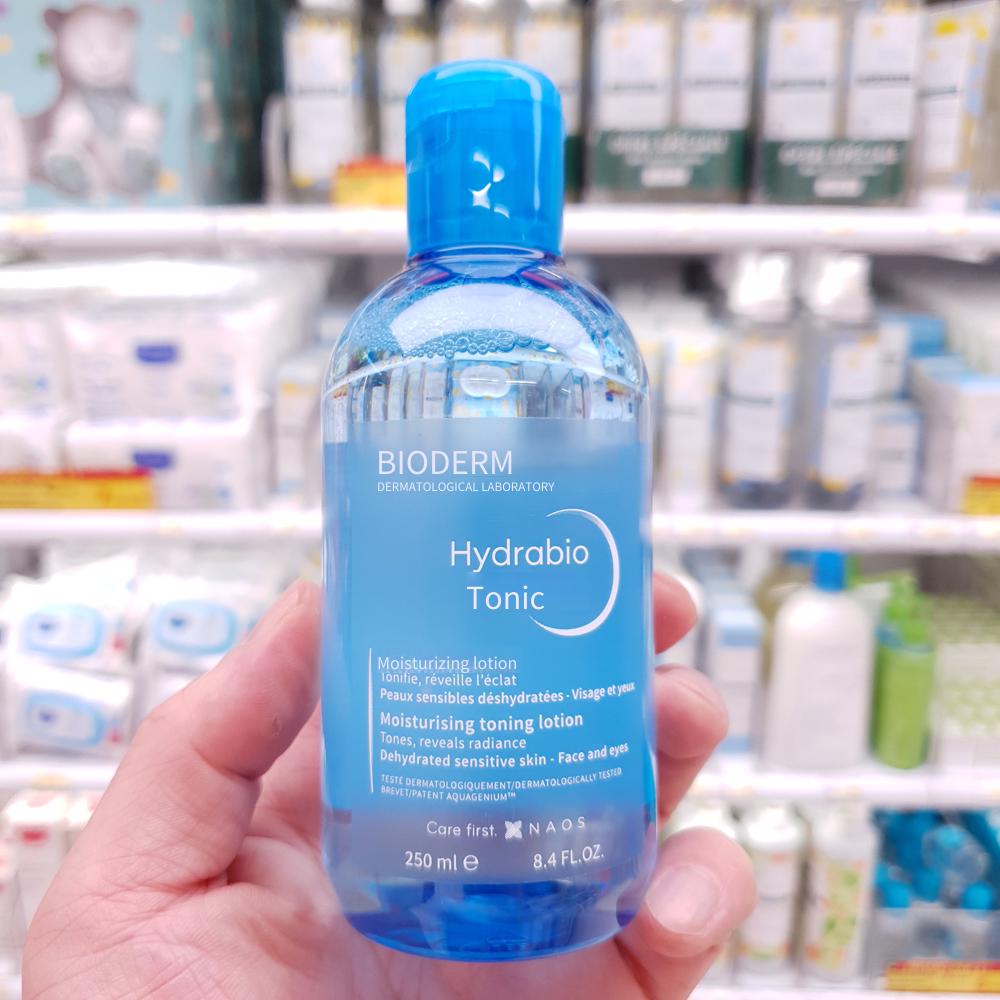 BIODERM
DERMATOLOGICAL LABORATORY
Hydrabio
Tonic
Moisturizing lotion
Tonifie, réveille l'éclat
Peaux sensibles déshydratées - Visage et yeux
Moisturising toning lotion
Tones, reveals radiance
Dehydrated sensitive skin - Face and eyes
TESTÉ DERMATOLOGIQUEMENT/DERMATOLOGICALLY TESTED
BREVET/PATENT AQUAGENIUM™
Care first. NAOS
250 ml ℮ 8.4 FL.OZ.